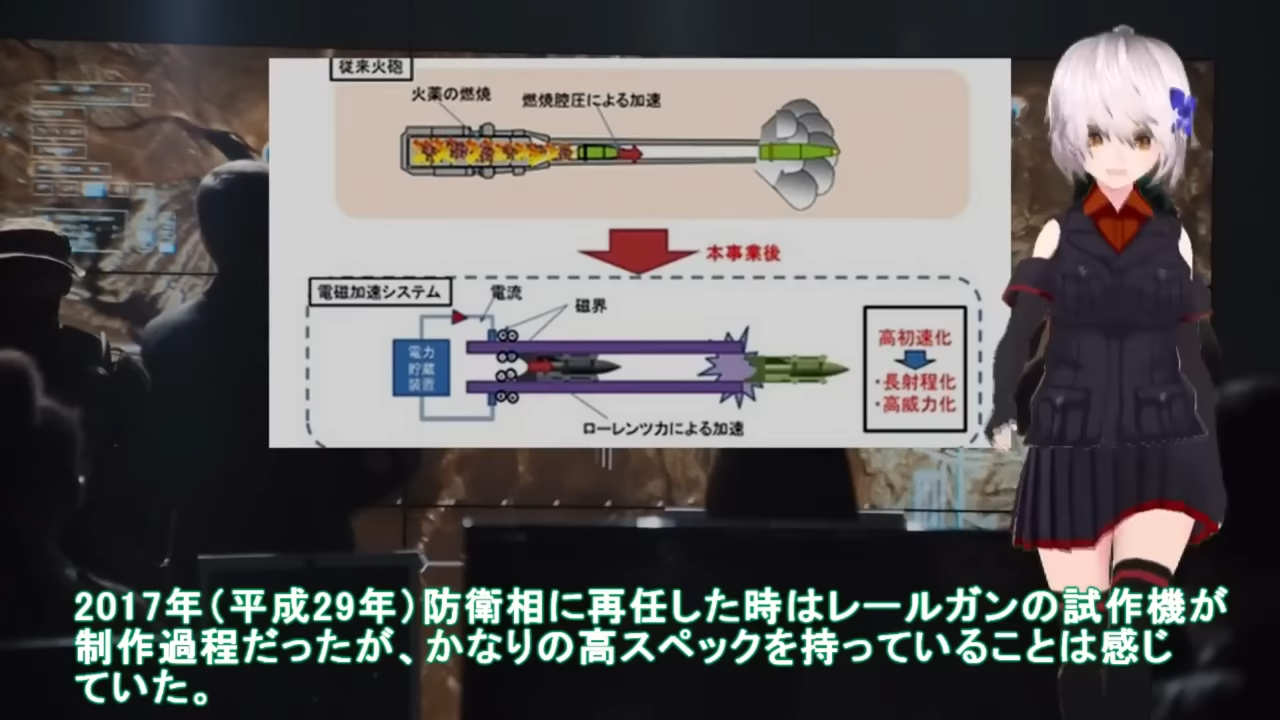 従来火砲
火薬の燃焼
燃焼腔圧による加速
本事業後
電磁加速システム
電流
磁界
電力
貯蔵
装置
高初速化
・長射程化
・高威力化
ローレンツ力による加速
2017年（平成29年）防衛相に再任した時はレールガンの試作機が
制作過程だったが、かなりの高スペックを持っていることは感じ
ていた。